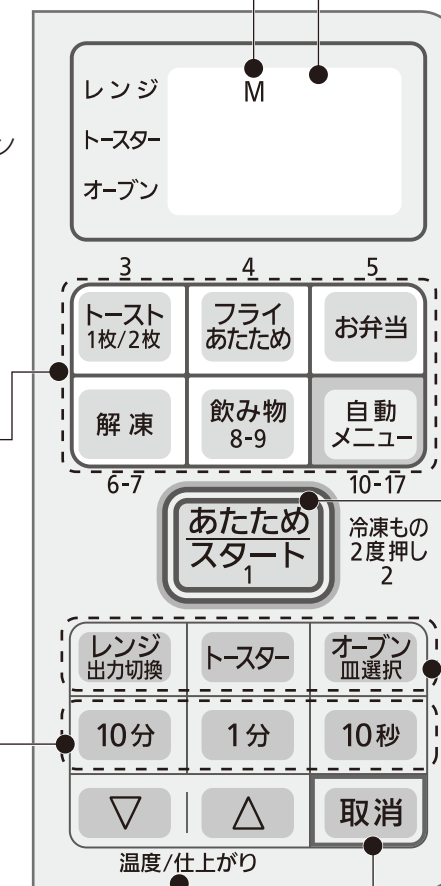 レンジ
M
トースター
オーブン
ン
3
4
5
トースト
1枚/2枚
フライ
あたため
お弁当
解凍
飲み物
8-9
自動
メニュー
6-7
10-17
あたため
スタート
1
冷凍もの
2度押し
2
レンジ
出力切換
トースター
オーブン
皿選択
10分
1分
10秒
▽
△
取消
温度/仕上がり